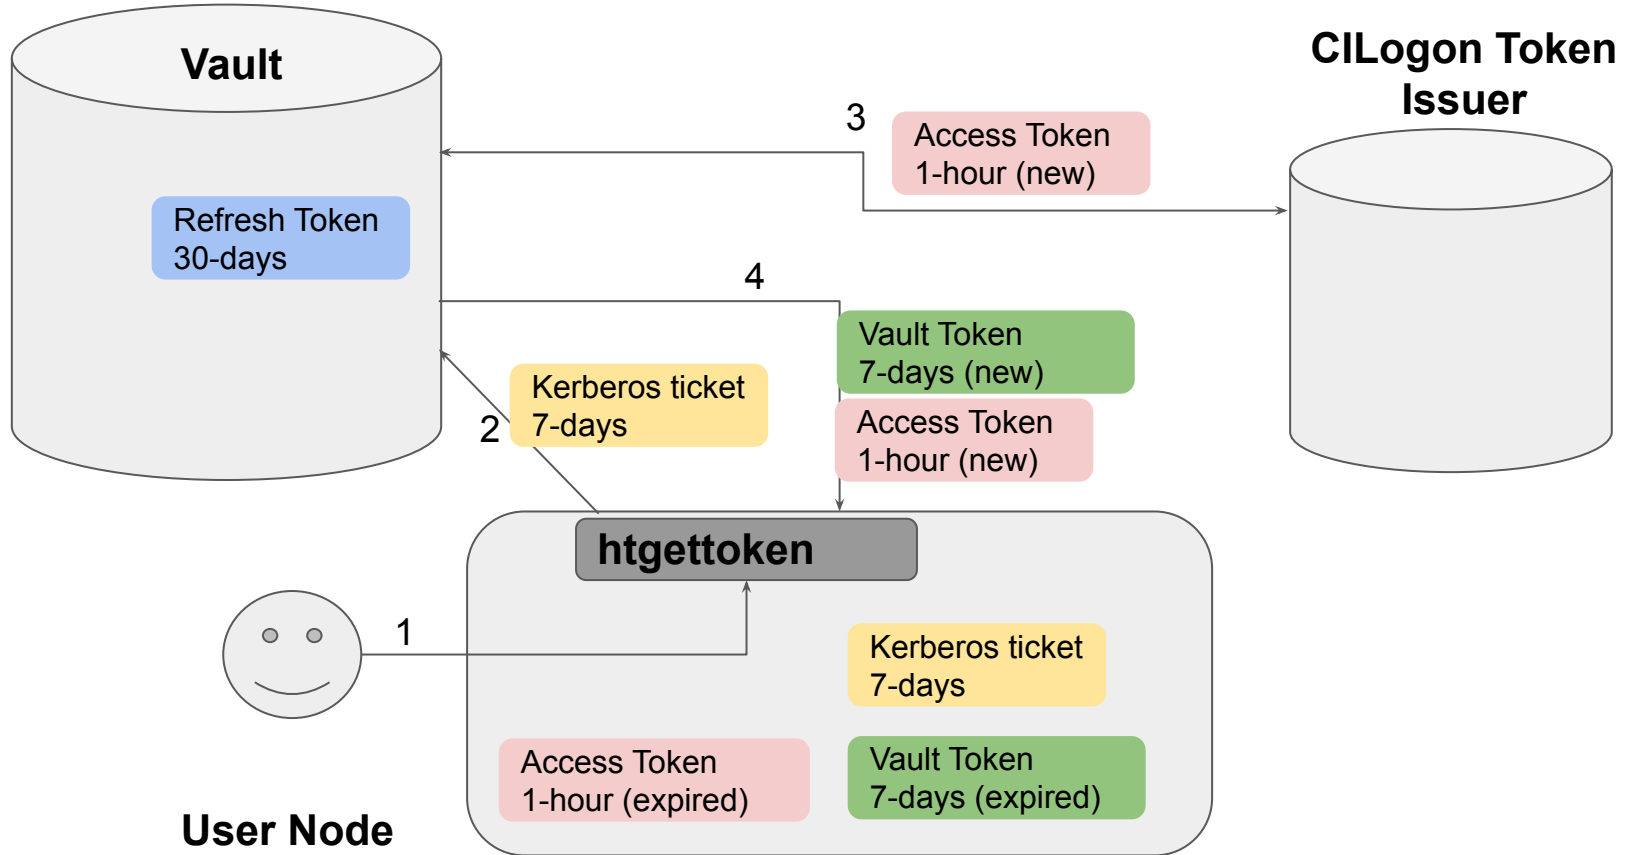 Vault
CILogon Token
Issuer
3
Access Token
1-hour (new)
Refresh Token
30-days
4
Vault Token
7-days (new)
Kerberos ticket
7-days
2
Access Token
1-hour (new)
htgettoken
1
Kerberos ticket
7-days
Access Token
1-hour (expired)
Vault Token
7-days (expired)
User Node